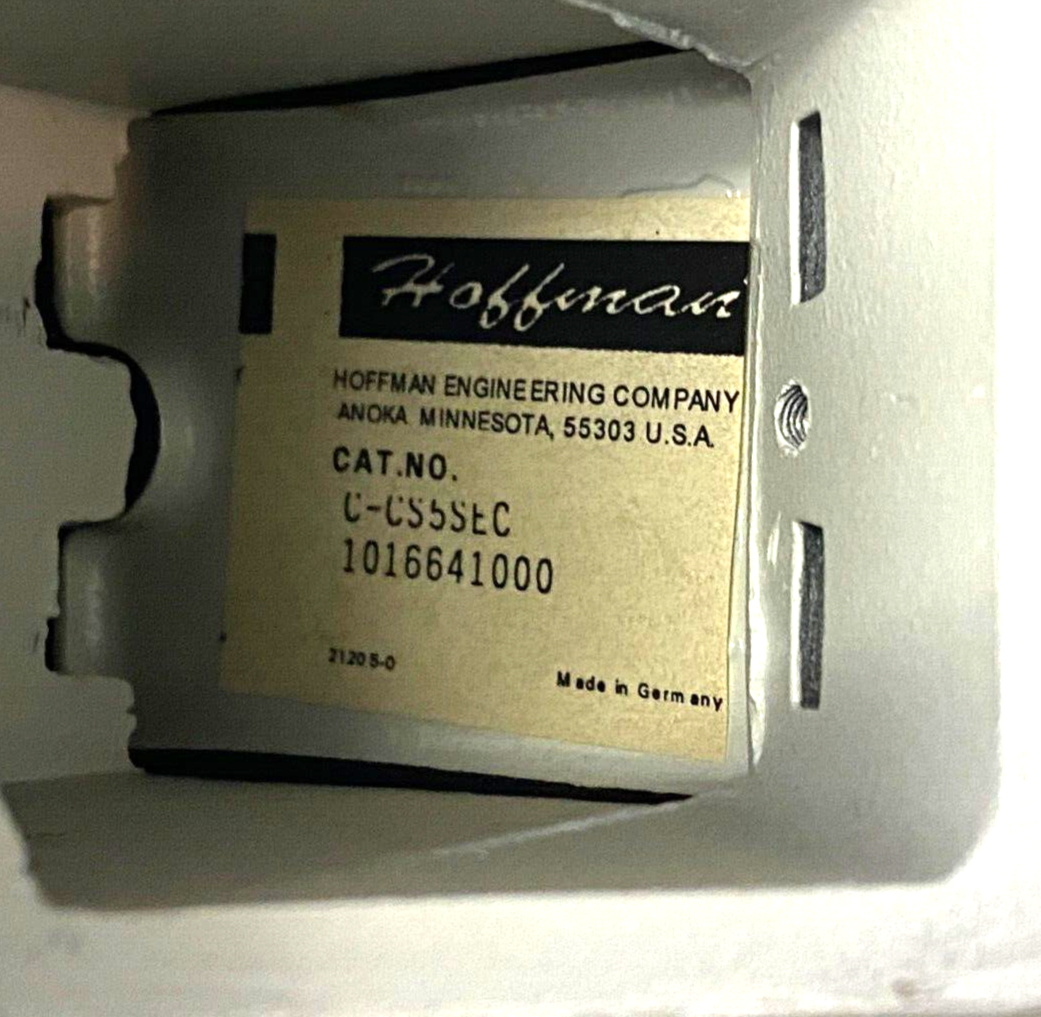 Hoffman
HOFFMAN ENGINEERING COMPANY
ANOKA MINNESOTA, 55303 U.S.A.
CAT.NO.
C-CS5SEC
1016641000
21205-0
Made in Germany